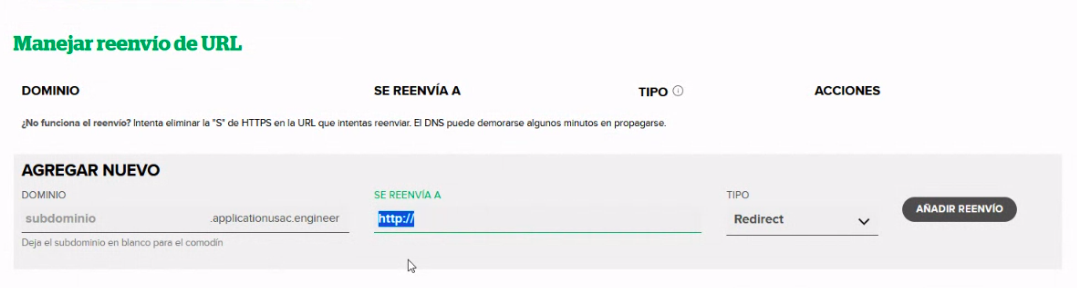 Manejar reenvío de URL
DOMINIO SE REENVÍA A TIPO ACCIONES
¿No funciona el reenvío? Intenta eliminar la "S" de HTTPS en la URL que intentas reenviar. El DNS puede demorarse algunos minutos en propagarse.
AGREGAR NUEVO
DOMINIO SE REENVÍA A TIPO
subdominio .applicationusac.engineer http:// Redirect AÑADIR REENVÍO
Deja el subdominio en blanco para el comodín